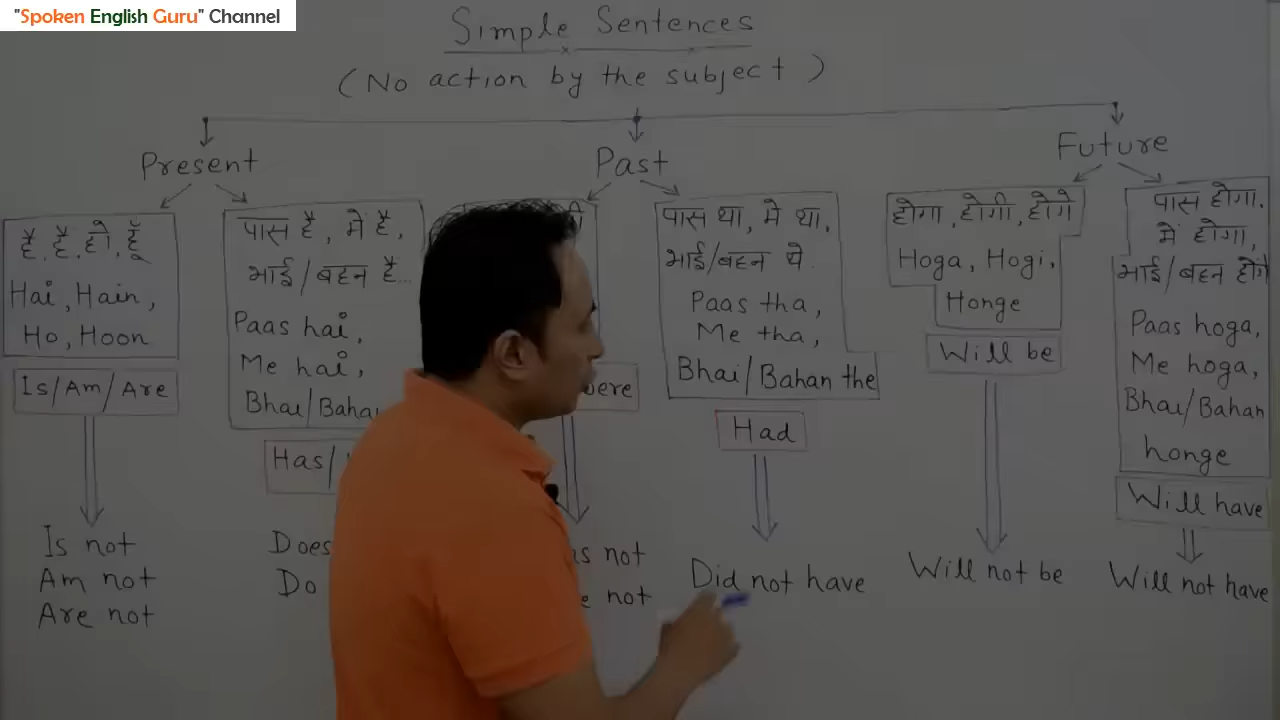 "Spoken English Guru" Channel
Simple Sentences
(No action by the subject)
Present
है, हैं, हो, हूँ
Hai, Hain,
Ho, Hoon
Is/Am/Are
Is not
Am not
Are not
पास है, मे है,
भाई/बहन है...
Paas hai,
Me hai,
Bhai/Baha
Has/
Does
Do
Past
ere
not
not
पास था, मे था,
भाई/बहन थे..
Paas tha,
Me tha,
Bhai/Bahan the
Had
Did not have
Future
होगा, होगी, होंगे
Hoga, Hogi,
Honge
Will be
Will not be
पास होगा,
मे होगा,
भाई/बहन होंगे
Paas hoga,
Me hoga,
Bhai/Bahan
honge
Will have
Will not have